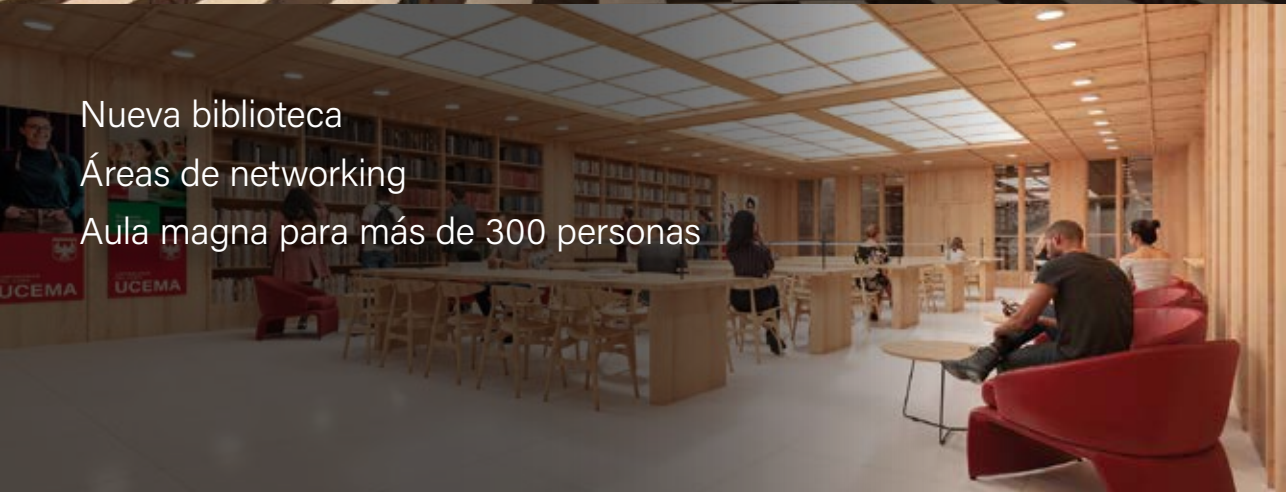 Nueva biblioteca
Áreas de networking
Aula magna para más de 300 personas
UCEMA
UCEMA